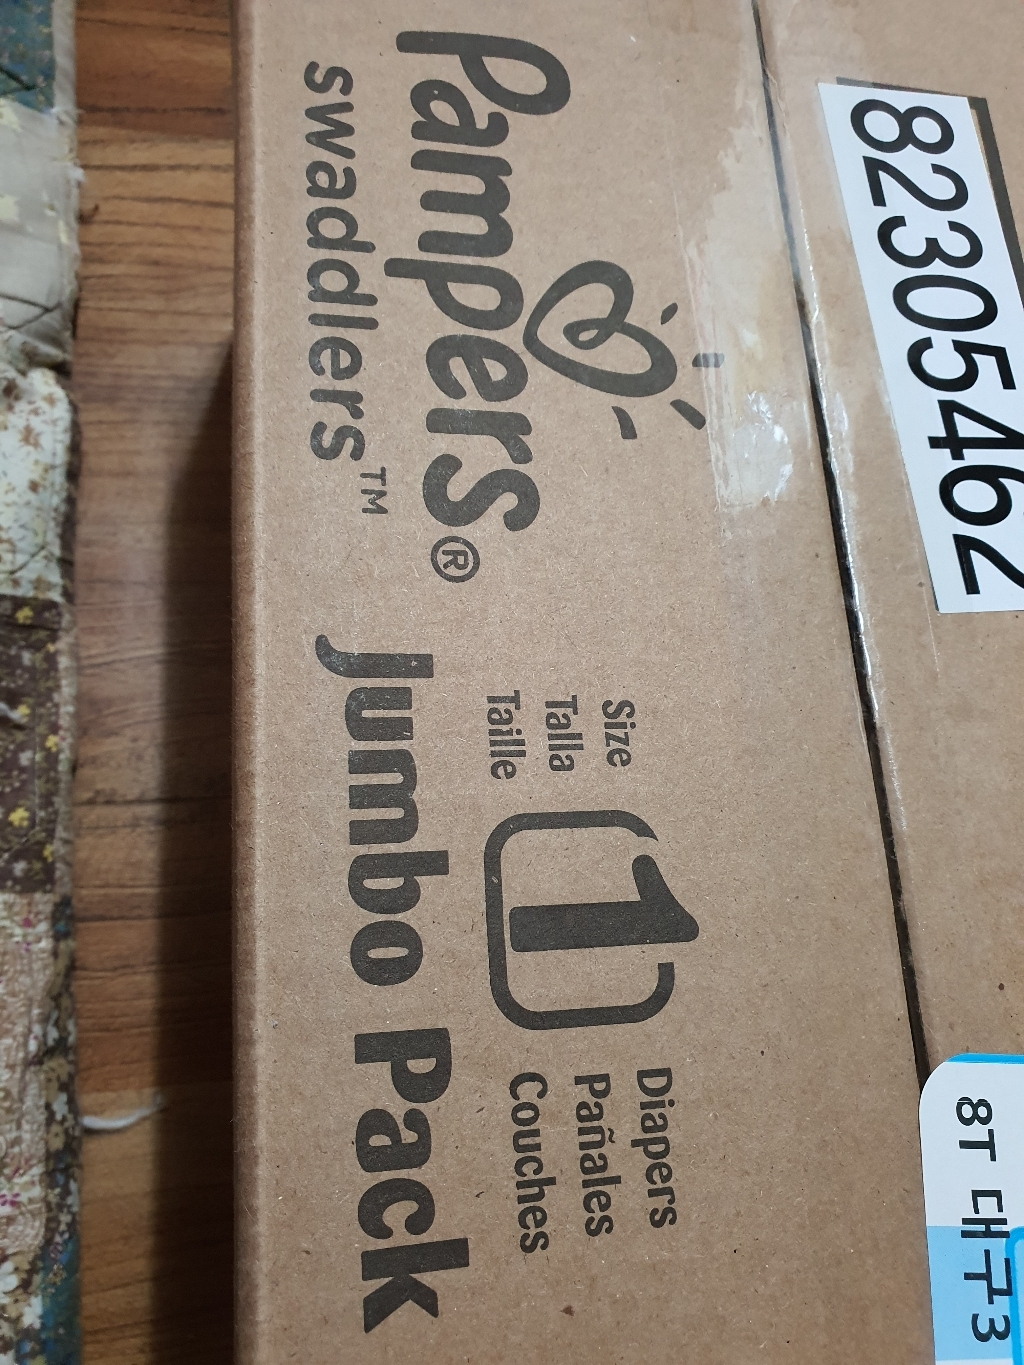 82305462
Pampers®
swaddlers™
Size
Talla
Taille
1
Diapers
Pañales
Couches
Jumbo Pack
8T 대구3